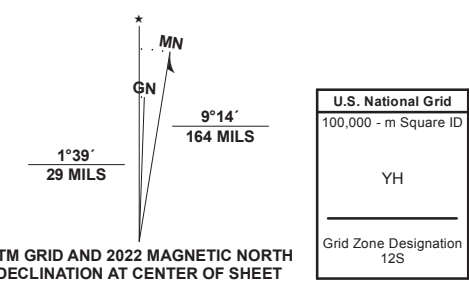 ★
MN
GN
9°14´
164 MILS
1°39´
29 MILS
TM GRID AND 2022 MAGNETIC NORTH
DECLINATION AT CENTER OF SHEET
U.S. National Grid
100,000 - m Square ID
YH
Grid Zone Designation
12S